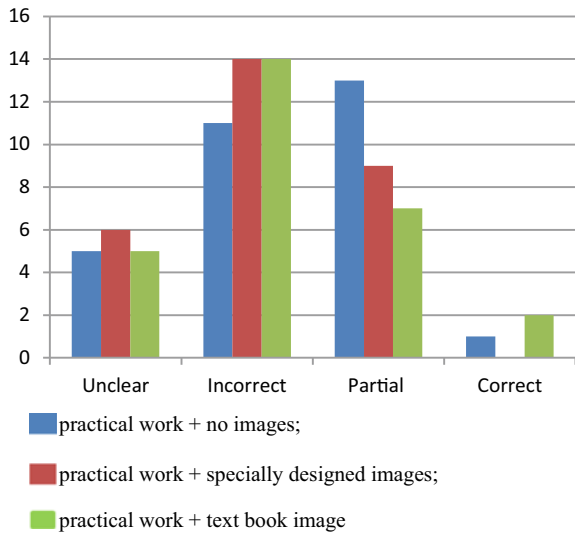 16
14
12
10
8
6
4
2
0
Unclear Incorrect Partial Correct
practical work + no images;
practical work + specially designed images;
practical work + text book image